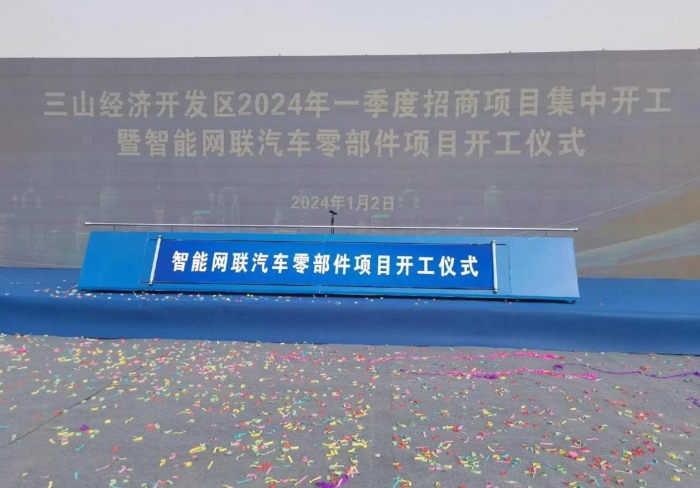 三山经济开发区2024年一季度招商项目集中开工
暨智能网联汽车零部件项目开工仪式
2024年1月2日
智能网联汽车零部件项目开工仪式